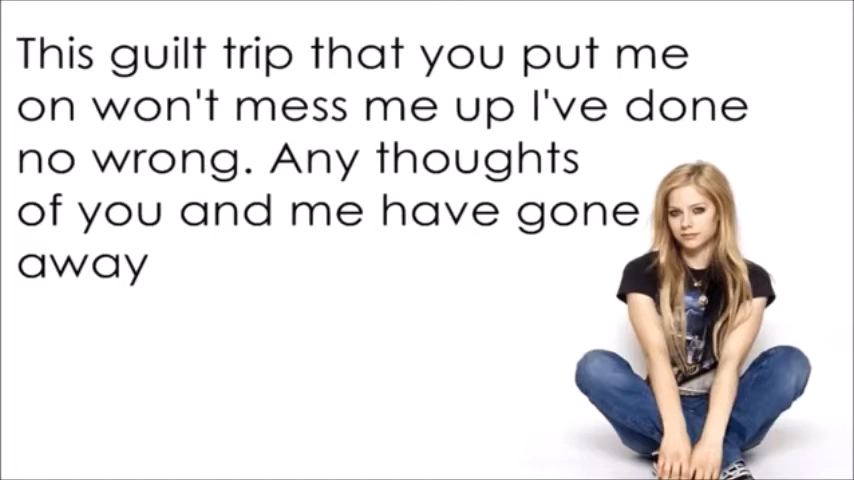 This guilt trip that you put me
on won't mess me up I've done
no wrong. Any thoughts
of you and me have gone
away